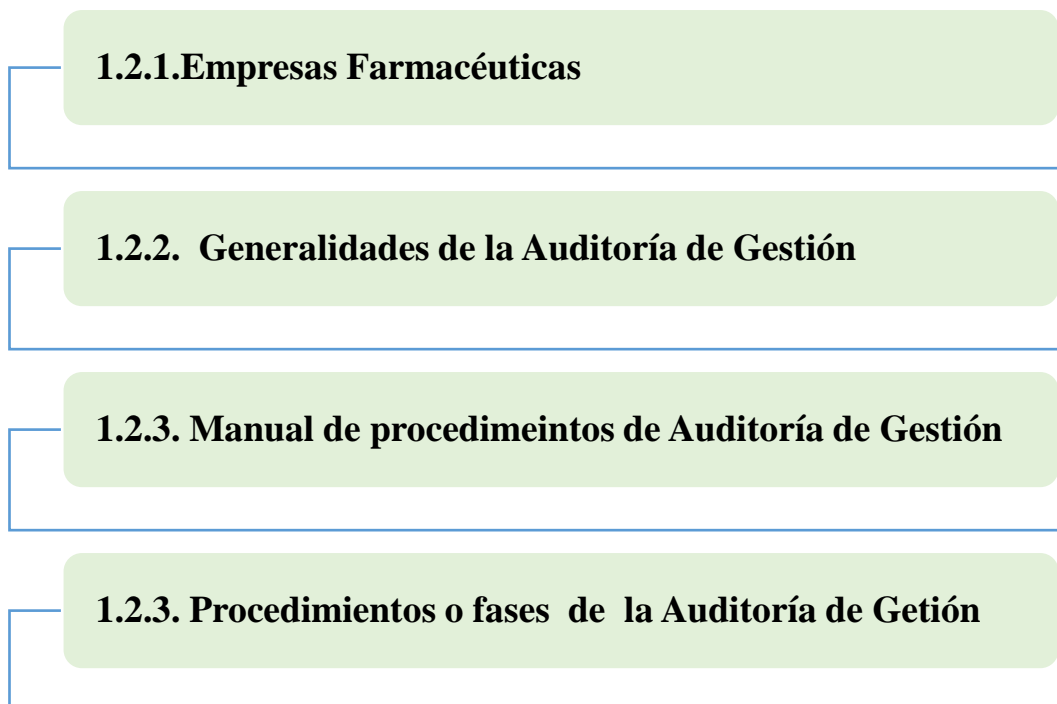 1.2.1.Empresas Farmacéuticas
1.2.2.  Generalidades de la Auditoría de Gestión
1.2.3. Manual de procedimeintos de Auditoría de Gestión
1.2.3. Procedimientos o fases  de  la Auditoría de Getión